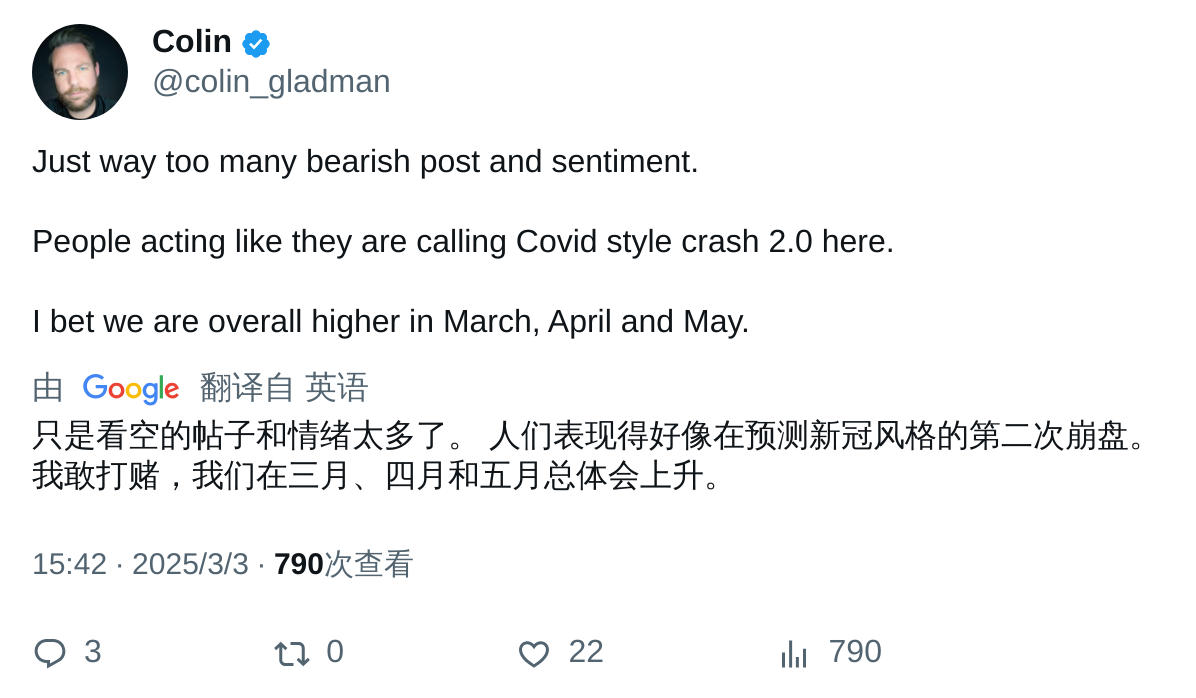 Colin
@colin_gladman
Just way too many bearish post and sentiment.
People acting like they are calling Covid style crash 2.0 here.
I bet we are overall higher in March, April and May.
由 Google 翻译自 英语
只是看空的帖子和情绪太多了。 人们表现得好像在预测新冠风格的第二次崩盘。
我敢打赌，我们在三月、四月和五月总体会上升。
15:42 · 2025/3/3 · 790次查看
3 0 22 790